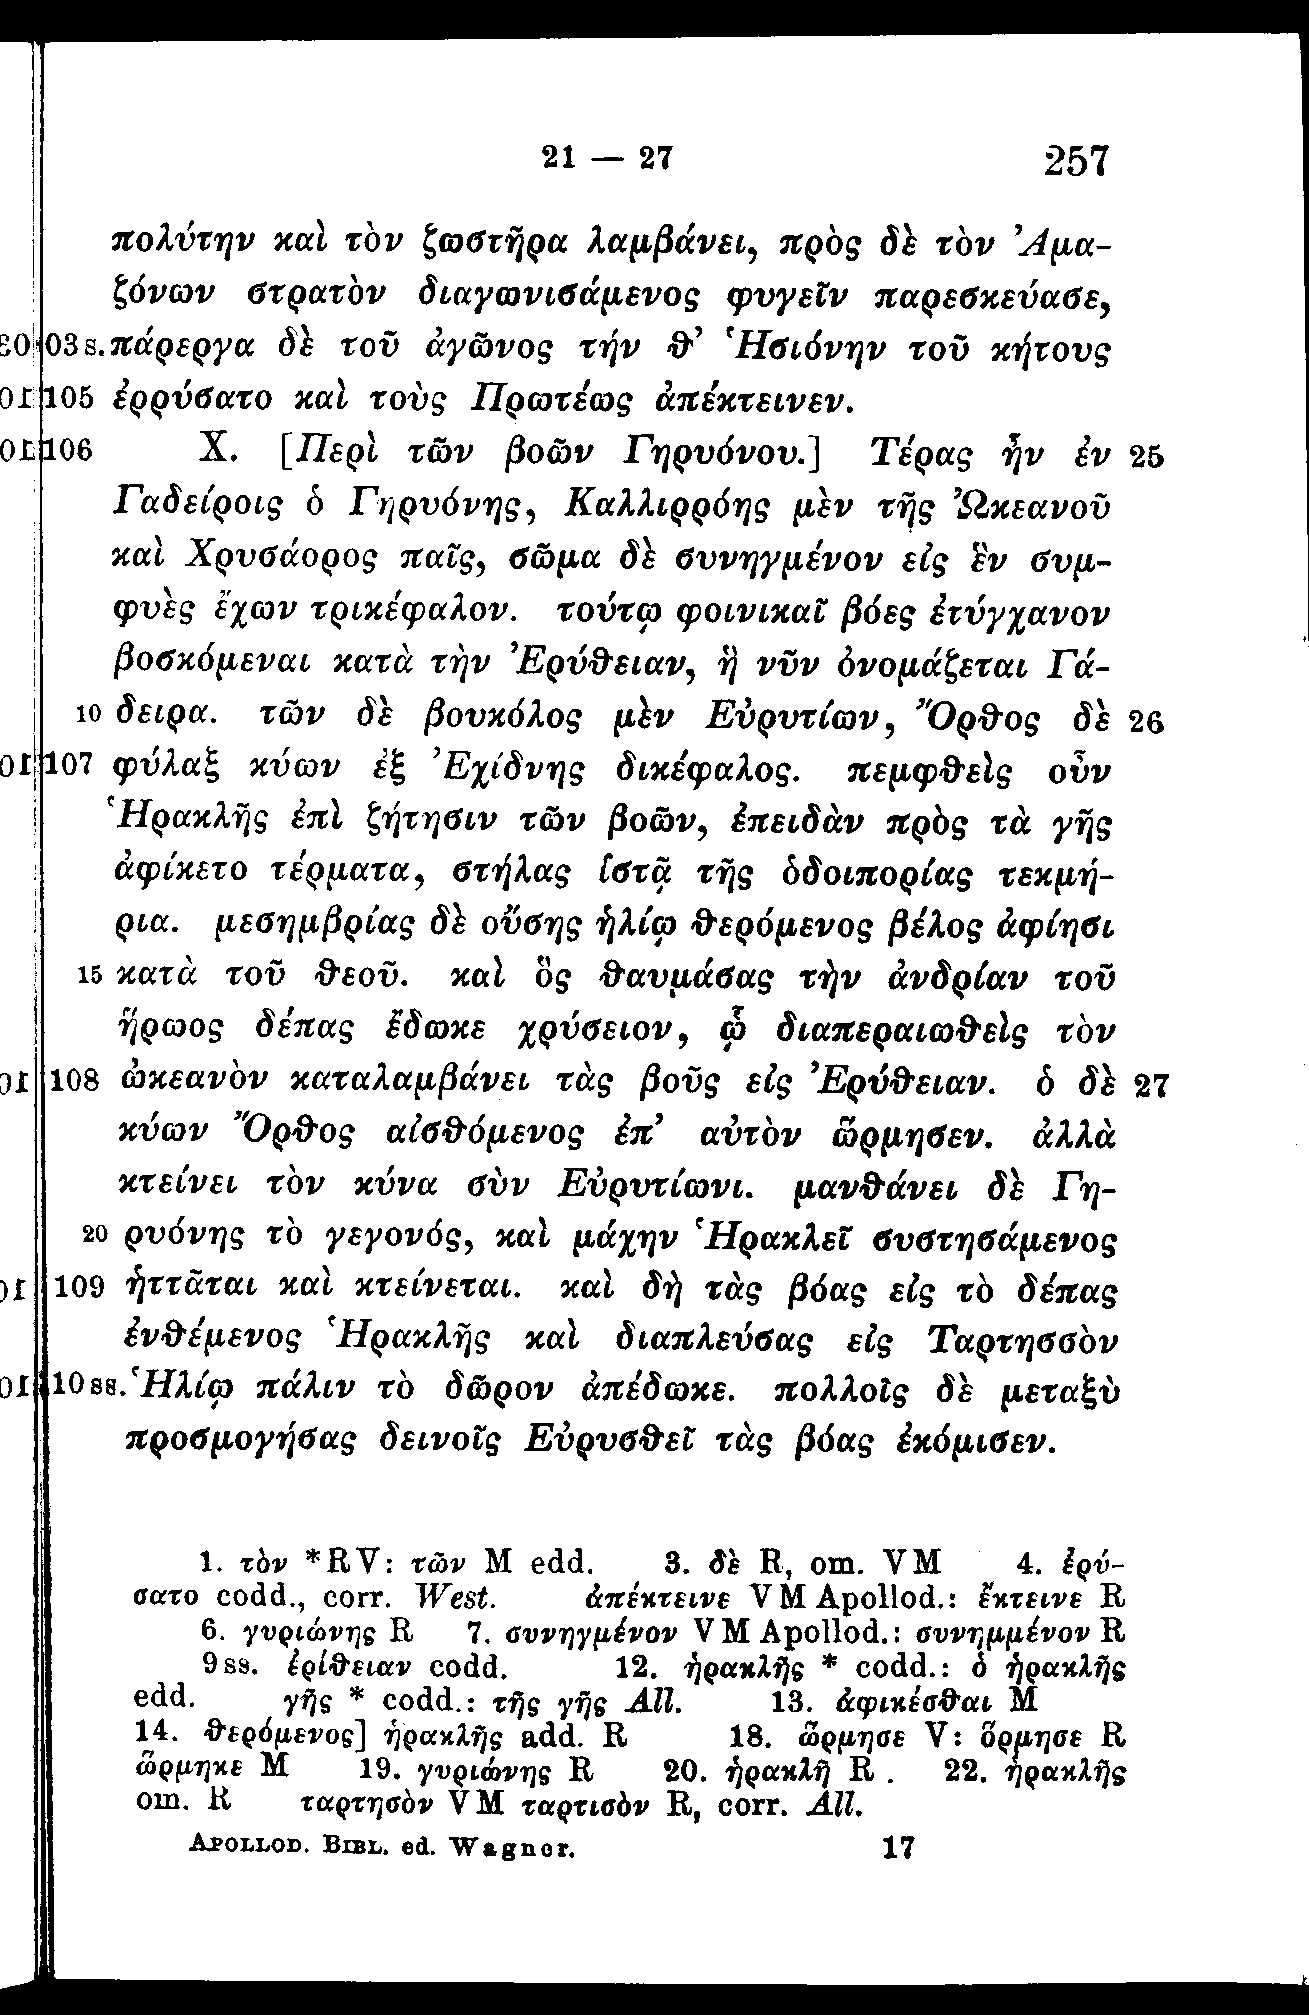 21 — 27 257
πολύτην καὶ τὸν ζωστῆρα λαμβάνει, πρὸς δὲ τὸν Ἀμα-
ζόνων στρατὸν διαγωνισάμενος φυγεῖν παρεσκεύασε,
03 s. πάρεργα δὲ τοῦ ἀγῶνος τήν θ’ Ἡσιόνην τοῦ κήτους
105 ἐρρύσατο καὶ τοὺς Πρωτέως ἀπέκτεινεν.
106 X. [Περὶ τῶν βοῶν Γηρυόνου.] Τέρας ἦν ἐν 25
Γαδείροις ὁ Γηρυόνης, Καλλιρρόης μὲν τῆς Ὠκεανοῦ
καὶ Χρυσάορος παῖς, σῶμα δὲ συνηγμένον εἰς ἓν συμ-
φυὲς ἔχων τρικέφαλον. τούτῳ φοινικαῖ βόες ἐτύγχανον
βοσκόμεναι κατὰ τὴν Ἐρύθειαν, ἣ νῦν ὀνομάζεται Γά-
10 δειρα. τῶν δὲ βουκόλος μὲν Εὐρυτίων, Ὄρθος δὲ 26
107 φύλαξ κύων ἐξ Ἐχίδνης δικέφαλος. πεμφθεὶς οὖν
Ἡρακλῆς ἐπὶ ζήτησιν τῶν βοῶν, ἐπειδὰν πρὸς τὰ γῆς
ἀφίκετο τέρματα, στήλας ἱστᾷ τῆς ὁδοιπορίας τεκμή-
ρια. μεσημβρίας δὲ οὔσης ἡλίῳ θερόμενος βέλος ἀφίησι
15 κατὰ τοῦ θεοῦ. καὶ ὃς θαυμάσας τὴν ἀνδρίαν τοῦ
ἥρωος δέπας ἔδωκε χρύσειον, ᾧ διαπεραιωθεὶς τὸν
108 ὠκεανὸν καταλαμβάνει τὰς βοῦς εἰς Ἐρύθειαν. ὁ δὲ 27
κύων Ὄρθος αἰσθόμενος ἐπ’ αὐτὸν ὥρμησεν. ἀλλὰ
κτείνει τὸν κύνα σὺν Εὐρυτίωνι. μανθάνει δὲ Γη-
20 ρυόνης τὸ γεγονός, καὶ μάχην Ἡρακλεῖ συστησάμενος
109 ἡττᾶται καὶ κτείνεται. καὶ δὴ τὰς βόας εἰς τὸ δέπας
ἐνθέμενος Ἡρακλῆς καὶ διαπλεύσας εἰς Ταρτησσὸν
10 ss. Ἡλίῳ πάλιν τὸ δῶρον ἀπέδωκε. πολλοῖς δὲ μεταξὺ
προσμογήσας δεινοῖς Εὐρυσθεῖ τὰς βόας ἐκόμισεν.
1. τὸν *RV: τῶν M edd. 3. δὲ R, om. VM 4. ἐρύ-
σατο codd., corr. West. ἀπέκτεινε VM Apollod.: ἔκτεινε R
6. γυριώνης R 7. συνηγμένον VM Apollod.: συνημμένον R
9 ss. ἐρίθειαν codd. 12. ἡρακλῆς * codd.: ὁ ἡρακλῆς
edd. γῆς * codd.: τῆς γῆς All. 13. ἀφικέσθαι M
14. θερόμενος] ἡρακλῆς add. R 18. ὥρμησε V: ὅρμησε R
ὥρμηκε M 19. γυριώνης R 20. ἡρακλῆ R. 22. ἡρακλῆς
om. R ταρτησὸν VM ταρτισὸν R, corr. All.
APOLLOD. BIBL. ed. Wagner. 17